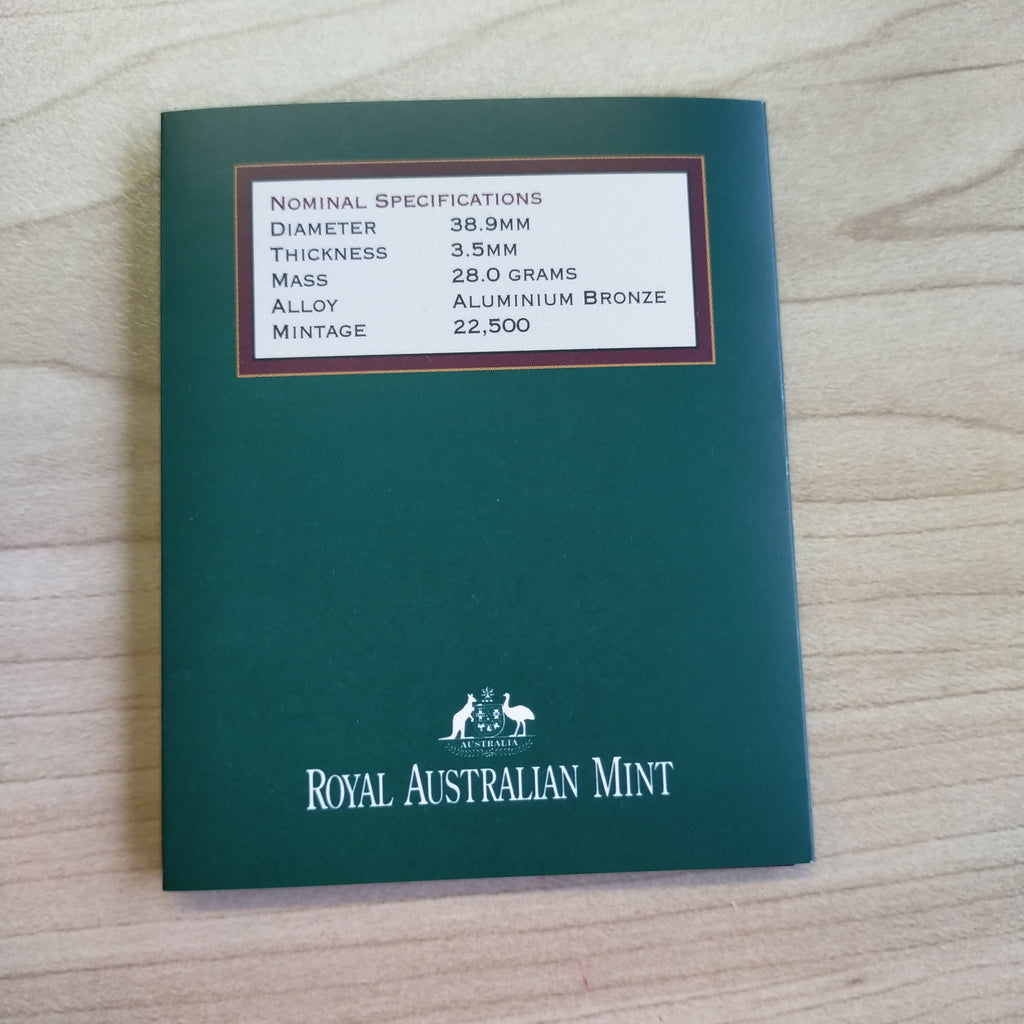 NOMINAL SPECIFICATIONS
DIAMETER 38.9MM
THICKNESS 3.5MM
MASS 28.0 GRAMS
ALLOY ALUMINIUM BRONZE
MINTAGE 22,500
AUSTRALIA
ROYAL AUSTRALIAN MINT